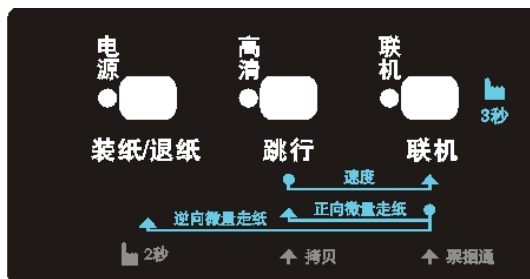 电源 高清 联机
3秒
装纸/退纸 跳行 联机
速度
正向微量走纸
逆向微量走纸
2秒 拷贝 票据通